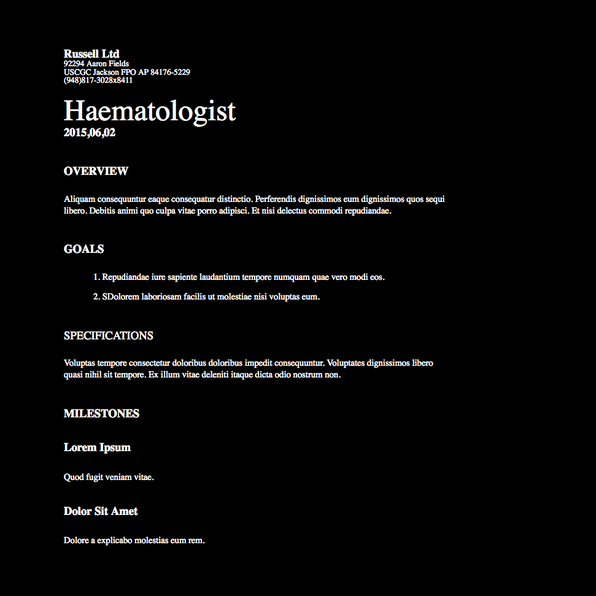 Russell Ltd
92294 Aaron Fields
USCGC Jackson FPO AP 84176-5229
(948)817-3028x8411
Haematologist
2015,06,02
OVERVIEW
Aliquam consequuntur eaque consequatur distinctio. Perferendis dignissimos eum dignissimos quos sequi
libero. Debitis animi quo culpa vitae porro adipisci. Et nisi delectus commodi repudiandae.
GOALS
1. Repudiandae iure sapiente laudantium tempore numquam quae vero modi eos.
2. SDolorem laboriosam facilis ut molestiae nisi voluptas eum.
SPECIFICATIONS
Voluptas tempore consectetur doloribus doloribus impedit consequuntur. Voluptates dignissimos libero
quasi nihil sit tempore. Ex illum vitae deleniti itaque dicta odio nostrum non.
MILESTONES
Lorem Ipsum
Quod fugit veniam vitae.
Dolor Sit Amet
Dolore a explicabo molestias eum rem.